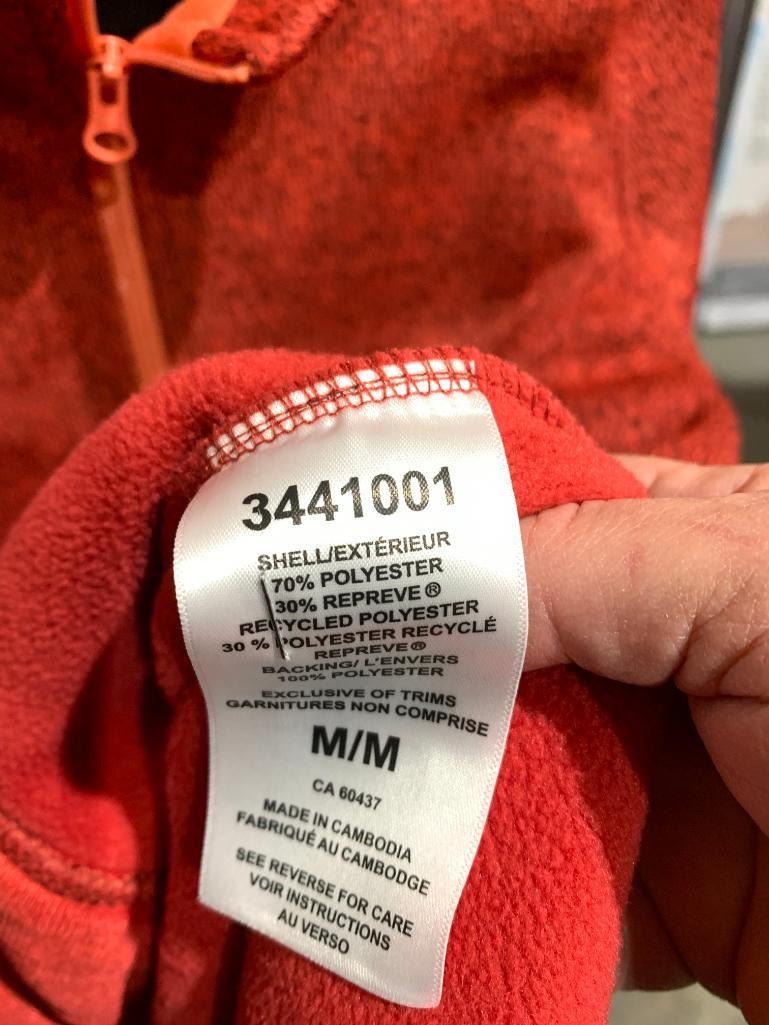 3441001
SHELL/EXTÉRIEUR
70% POLYESTER
30% REPREVE®
RECYCLED POLYESTER
30 % POLYESTER RECYCLÉ
REPREVE®
BACKING/ L'ENVERS
100% POLYESTER
EXCLUSIVE OF TRIMS
GARNITURES NON COMPRISE
M/M
CA 60437
MADE IN CAMBODIA
FABRIQUÉ AU CAMBODGE
SEE REVERSE FOR CARE
VOIR INSTRUCTIONS
AU VERSO